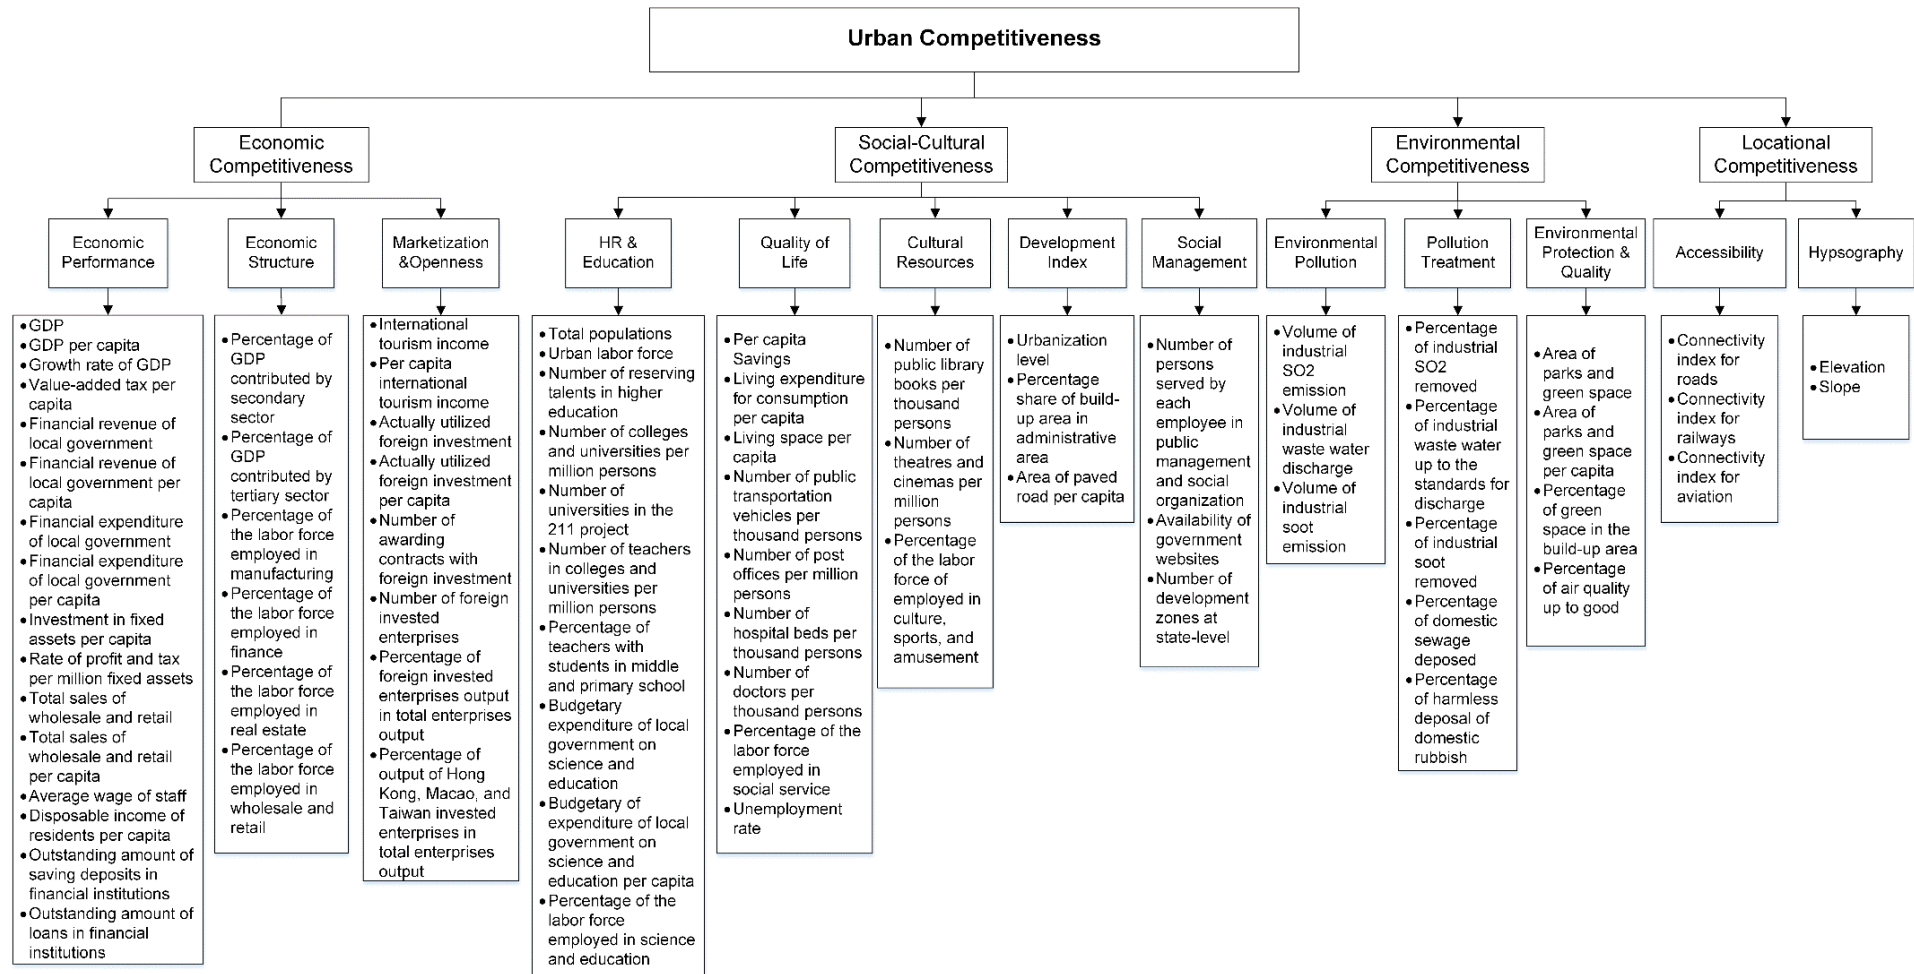 Urban Competitiveness
Economic
Competitiveness
Social-Cultural
Competitiveness
Environmental
Competitiveness
Locational
Competitiveness
Economic
Performance
Economic
Structure
Marketization
&Openness
HR &
Education
Quality of
Life
Cultural
Resources
Development
Index
Social
Management
Environmental
Pollution
Pollution
Treatment
Environmental
Protection &
Quality
Accessibility
Hypsography
•GDP
•GDP per capita
•Growth rate of GDP
•Value-added tax per
capita
•Financial revenue of
local government
•Financial revenue of
local government per
capita
•Financial expenditure
of local government
•Financial expenditure
of local government
per capita
•Investment in fixed
assets per capita
•Rate of profit and tax
per million fixed assets
•Total sales of
wholesale and retail
•Total sales of
wholesale and retail
per capita
•Average wage of staff
•Disposable income of
residents per capita
•Outstanding amount of
saving deposits in
financial institutions
•Outstanding amount of
loans in financial
institutions
•Percentage of
GDP
contributed by
secondary
sector
•Percentage of
GDP
contributed by
tertiary sector
•Percentage of
the labor force
employed in
manufacturing
•Percentage of
the labor force
employed in
finance
•Percentage of
the labor force
employed in
real estate
•Percentage of
the labor force
employed in
wholesale and
retail
•International
tourism income
•Per capita
international
tourism income
•Actually utilized
foreign investment
•Actually utilized
foreign investment
per capita
•Number of
awarding
contracts with
foreign investment
•Number of foreign
invested
enterprises
•Percentage of
foreign invested
enterprises output
in total enterprises
output
•Percentage of
output of Hong
Kong, Macao, and
Taiwan invested
enterprises in
total enterprises
output
•Total populations
•Urban labor force
•Number of reserving
talents in higher
education
•Number of colleges
and universities per
million persons
•Number of
universities in the
211 project
•Number of teachers
in colleges and
universities per
million persons
•Percentage of
teachers with
students in middle
and primary school
•Budgetary
expenditure of local
government on
science and
education
•Budgetary of
expenditure of local
government on
science and
education per capita
•Percentage of the
labor force
employed in science
and education
•Per capita
Savings
•Living expenditure
for consumption
per capita
•Living space per
capita
•Number of public
transportation
vehicles per
thousand persons
•Number of post
offices per million
persons
•Number of
hospital beds per
thousand persons
•Number of
doctors per
thousand persons
•Percentage of the
labor force
employed in
social service
•Unemployment
rate
•Number of
public library
books per
thousand
persons
•Number of
theatres and
cinemas per
million
persons
•Percentage
of the labor
force of
employed in
culture,
sports, and
amusement
•Urbanization
level
•Percentage
share of build-
up area in
administrative
area
•Area of paved
road per capita
•Number of
persons
served by
each
employee in
public
management
and social
organization
•Availability of
government
websites
•Number of
development
zones at
state-level
•Volume of
industrial
SO2
emission
•Volume of
industrial
waste water
discharge
•Volume of
industrial
soot
emission
•Percentage
of industrial
SO2
removed
•Percentage
of industrial
waste water
up to the
standards for
discharge
•Percentage
of industrial
soot
removed
•Percentage
of domestic
sewage
deposed
•Percentage
of harmless
deposal of
domestic
rubbish
•Area of
parks and
green space
•Area of
parks and
green space
per capita
•Percentage
of green
space in the
build-up area
•Percentage
of air quality
up to good
•Connectivity
index for
roads
•Connectivity
index for
railways
•Connectivity
index for
aviation
•Elevation
•Slope